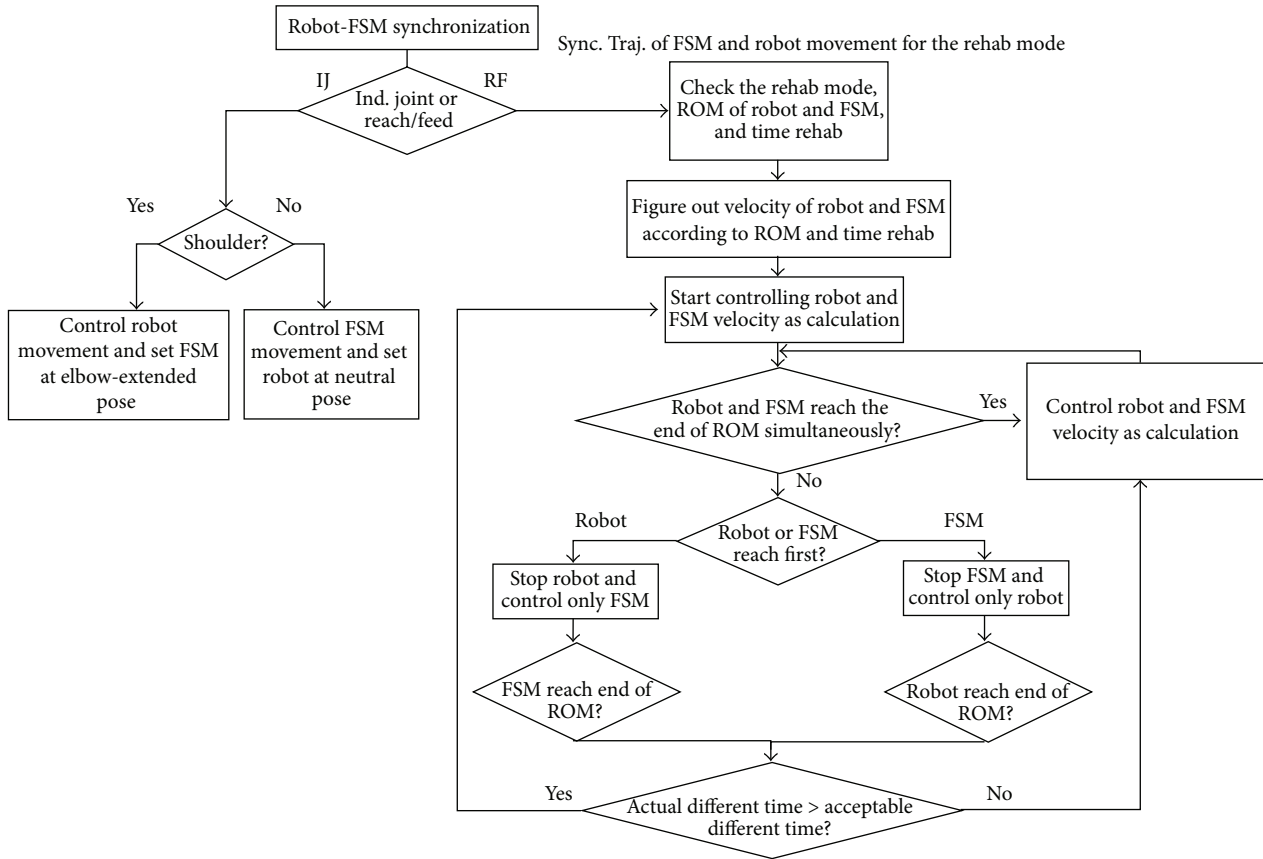 Robot-FSM synchronization
Sync. Traj. of FSM and robot movement for the rehab mode
IJ
RF
Ind. joint or
reach/feed
Check the rehab mode,
ROM of robot and FSM,
and time rehab
Yes
No
Shoulder?
Figure out velocity of robot and FSM
according to ROM and time rehab
Control robot
movement and set FSM
at elbow-extended
pose
Control FSM
movement and set
robot at neutral
pose
Start controlling robot and
FSM velocity as calculation
Robot and FSM reach the
end of ROM simultaneously?
Yes
Control robot and FSM
velocity as calculation
No
Robot
FSM
Robot or FSM
reach first?
Stop robot and
control only FSM
Stop FSM and
control only robot
FSM reach end of
ROM?
Robot reach end of
ROM?
Yes
No
Actual different time > acceptable
different time?